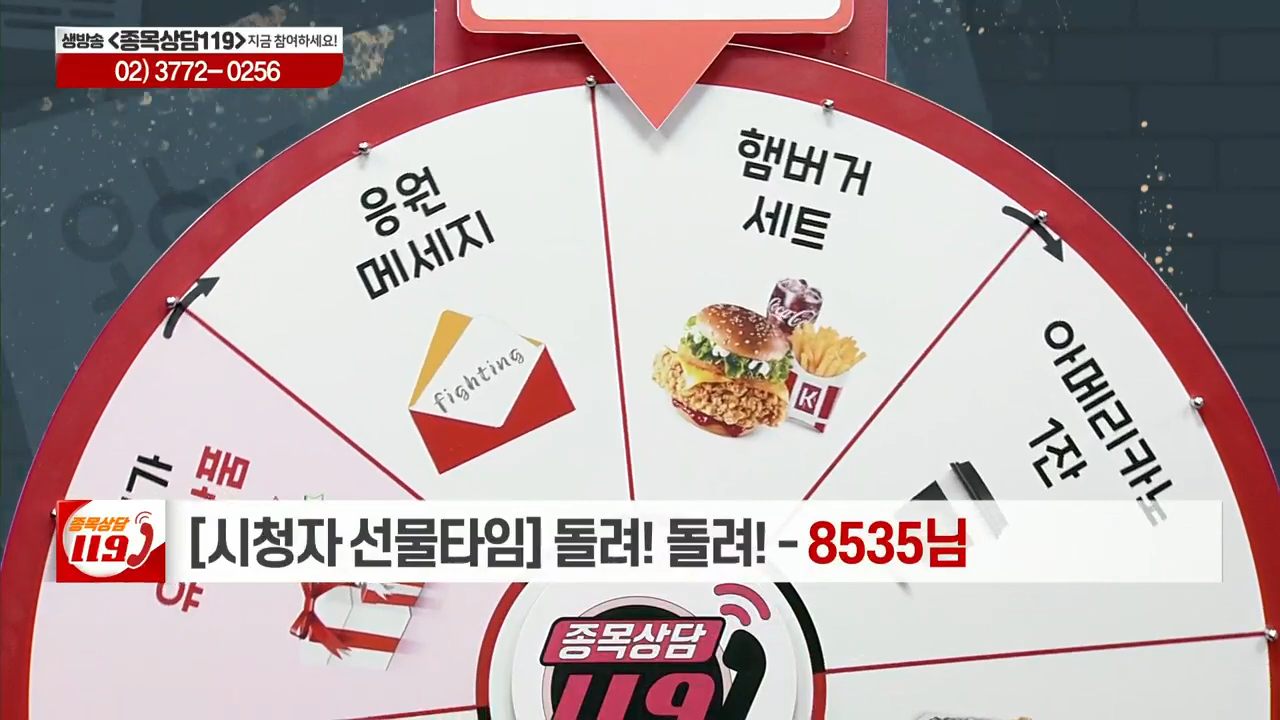 생방송 <종목상담119> 지금 참여하세요!
02) 3772-0256
응원
메세지
fighting
햄버거
세트
Coca-Cola
K
아메리카노
1잔
종목상담
119
[시청자 선물타임] 돌려! 돌려! - 8535님
종목상담
119